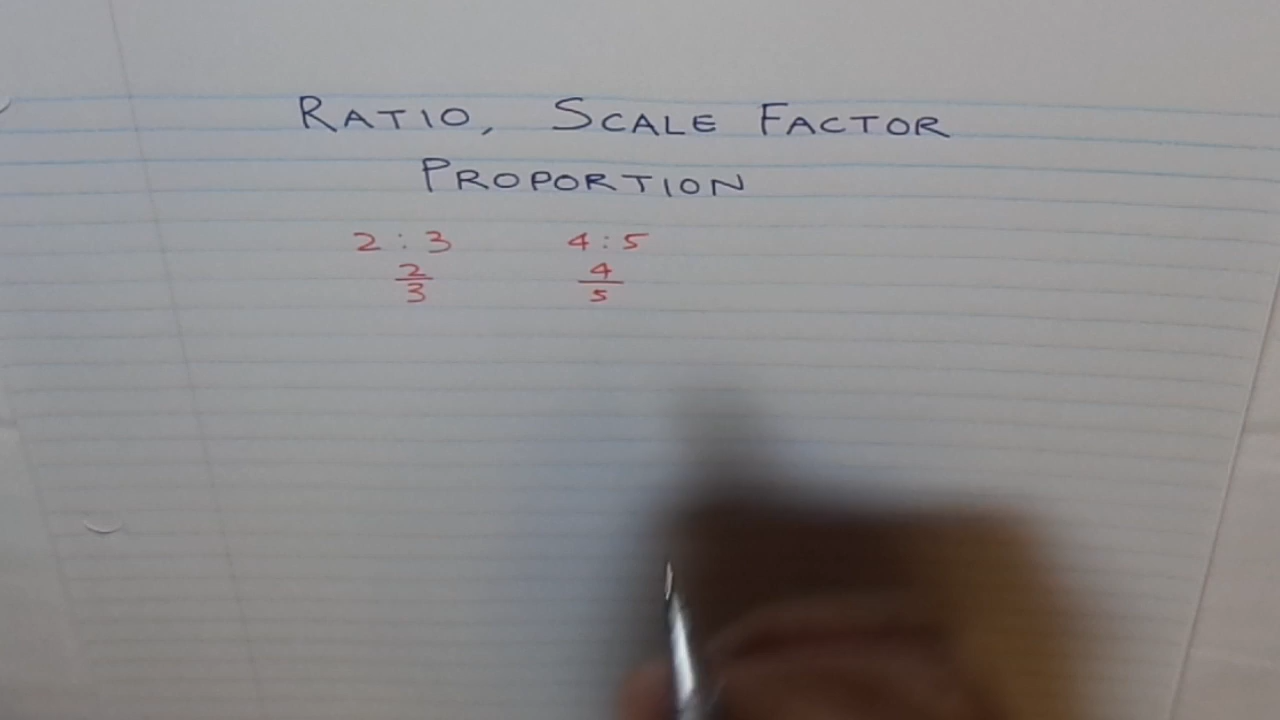 RATIO, SCALE FACTOR
PROPORTION
2 : 3 4 : 5
2/3 4/5